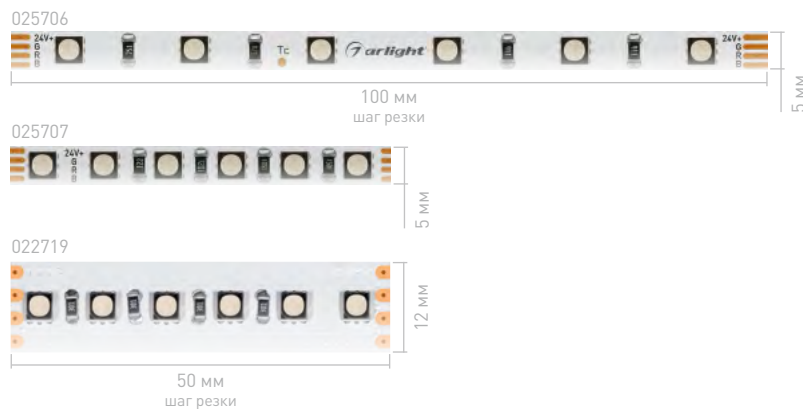 025706
24V+
G
R
B
Tc
arlight
24V+
G
R
B
100 мм
шаг резки
5 мм
025707
24V+
G
R
B
5 мм
022719
12 мм
50 мм
шаг резки